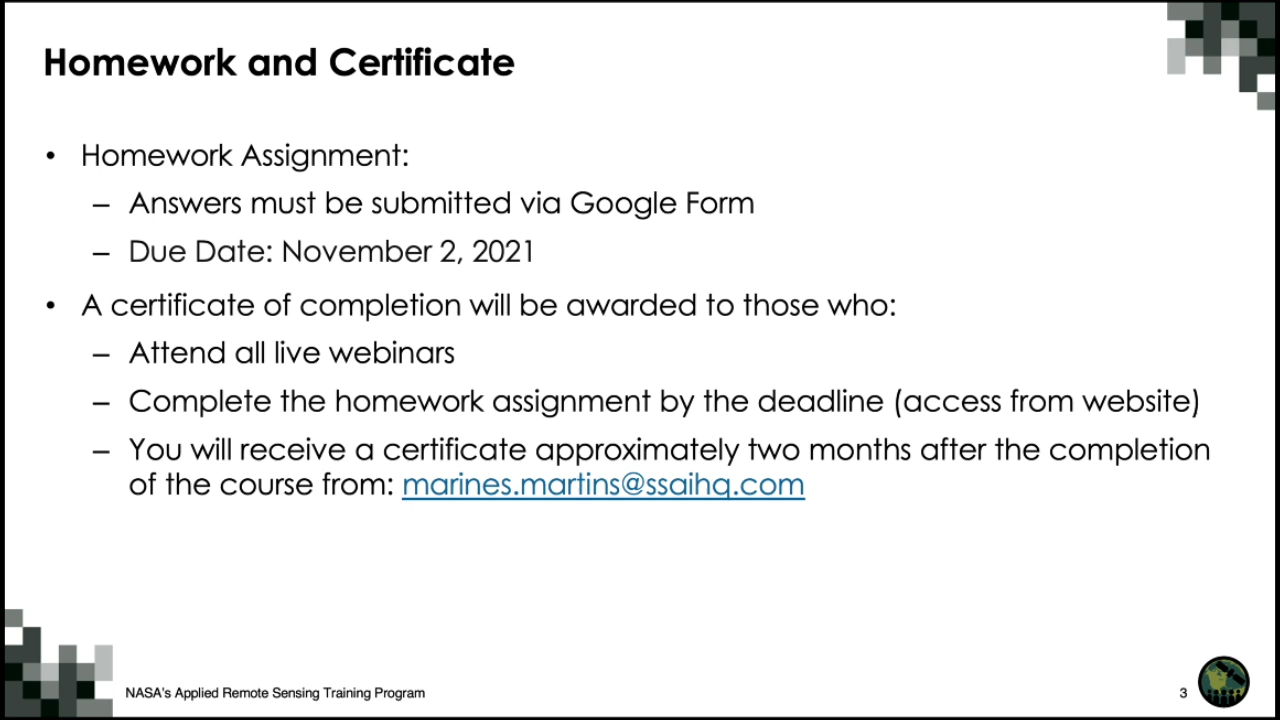 Homework and Certificate
• Homework Assignment:
– Answers must be submitted via Google Form
– Due Date: November 2, 2021
• A certificate of completion will be awarded to those who:
– Attend all live webinars
– Complete the homework assignment by the deadline (access from website)
– You will receive a certificate approximately two months after the completion
of the course from: marines.martins@ssaihq.com
NASA's Applied Remote Sensing Training Program
3